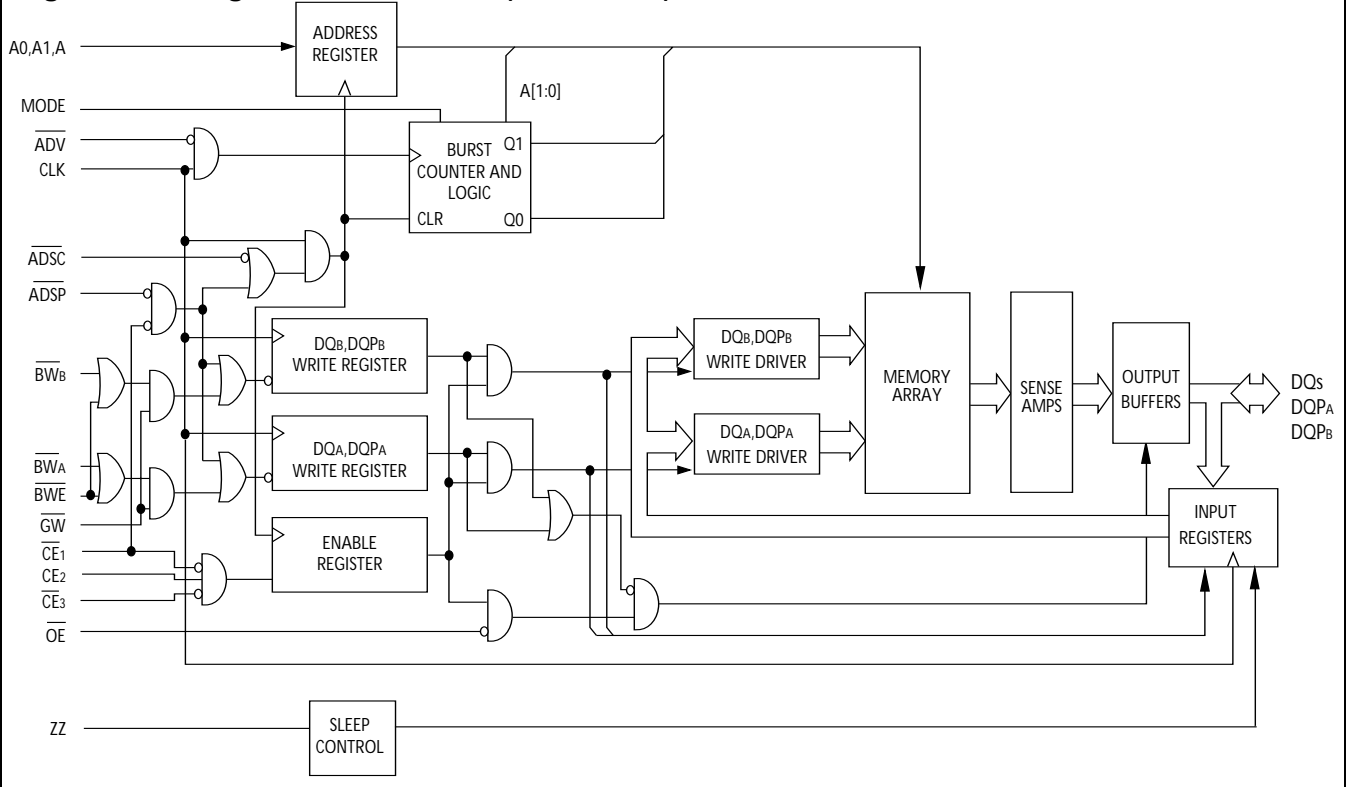 A0,A1,A
ADDRESS
REGISTER
MODE
A[1:0]
ADV
CLK
BURST
COUNTER AND
LOGIC
Q1
CLR
Q0
ADSC
ADSP
BWB
BWA
BWE
GW
CE1
CE2
CE3
OE
ZZ
DQB,DQPB
WRITE REGISTER
DQA,DQPA
WRITE REGISTER
ENABLE
REGISTER
SLEEP
CONTROL
DQB,DQPB
WRITE DRIVER
DQA,DQPA
WRITE DRIVER
MEMORY
ARRAY
SENSE
AMPS
OUTPUT
BUFFERS
DQs
DQPA
DQPB
INPUT
REGISTERS